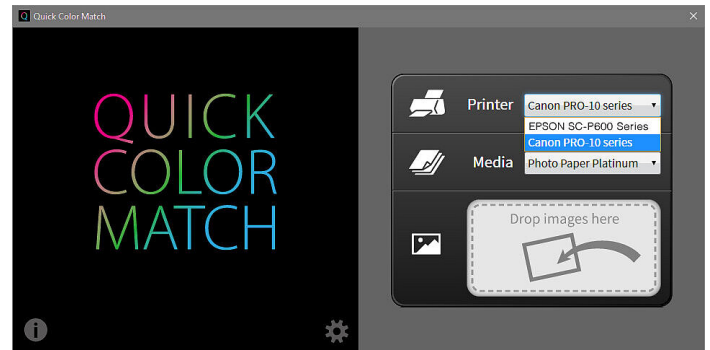 Q Quick Color Match
QUICK
COLOR
MATCH
Printer Canon PRO-10 series
EPSON SC-P600 Series
Canon PRO-10 series
Media Photo Paper Platinum
Drop images here